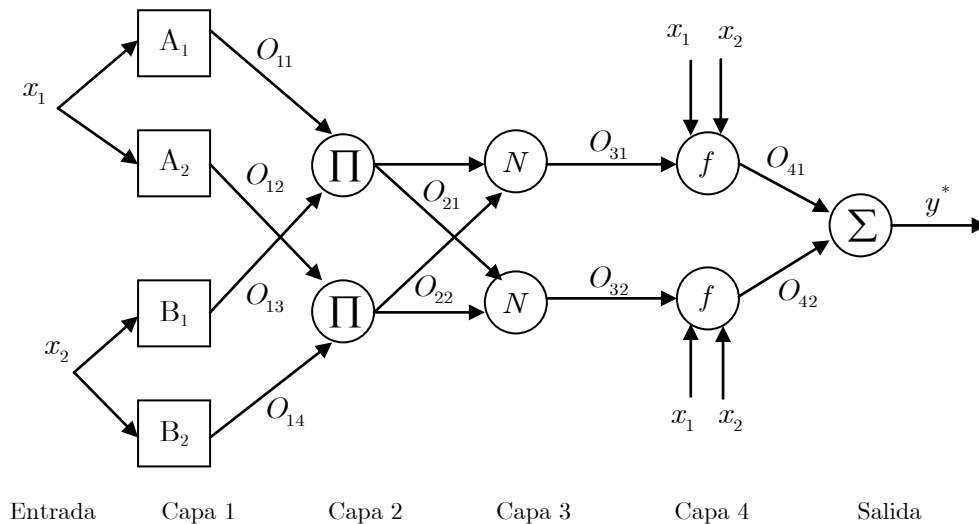 x₁ x₂
A₁ O₁₁
x₁
A₂ O₁₂ ∏ O₂₁ N O₃₁ f O₄₁
Σ y*
B₁ O₁₃ ∏ O₂₂ N O₃₂ f O₄₂
x₂
B₂ O₁₄ x₁ x₂
Entrada Capa 1 Capa 2 Capa 3 Capa 4 Salida